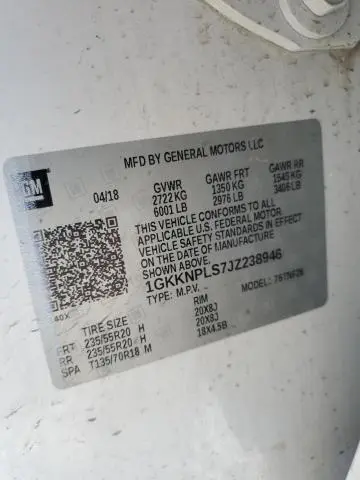 MFD BY GENERAL MOTORS LLC
GM
04/18 GVWR GAWR FRT GAWR RR
2722 KG 1350 KG 1545 KG
6001 LB 2976 LB 3406 LB
THIS VEHICLE CONFORMS TO ALL APPLICABLE
U.S. FEDERAL MOTOR
VEHICLE SAFETY STANDARDS IN EFFECT ON
THE DATE OF MANUFACTURE
SHOWN ABOVE.
1GKKNPLS7JZ238946
TYPE: M.P.V. MODEL:
40X
TIRE SIZE RIM
FRT 235/55R20 H 20X8J
RR 235/55R20 H 20X8J
SPA T135/70R18 M 18X4.5B